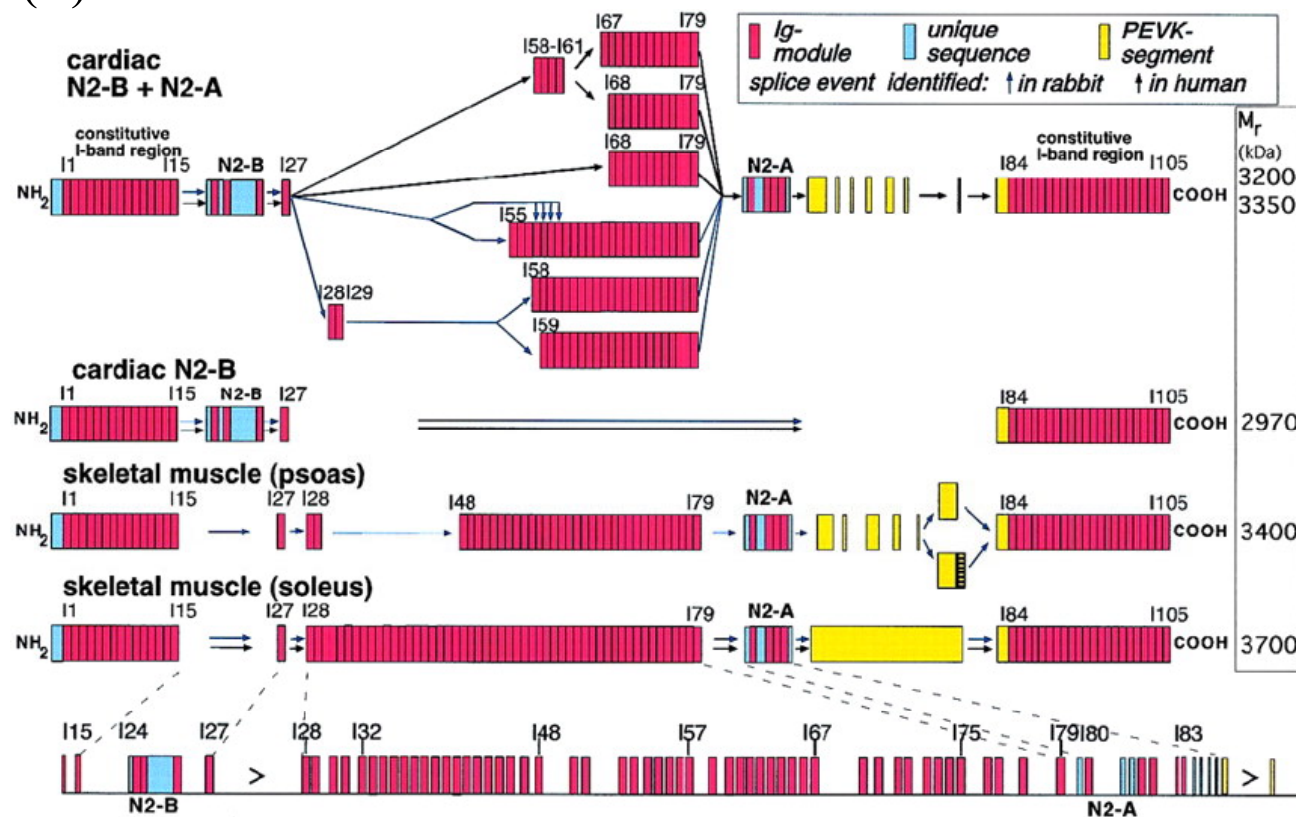 I67 I79
I58-I61
Ig-module
unique sequence
PEVK-segment
splice event identified: in rabbit in human
cardiac
N2-B + N2-A
I68 I79
constitutive
I-band region
I1 I15
N2-B
I27
I68 I79
N2-A
constitutive
I-band region
I84 I105
Mr
(kDa)
3200
3350
NH2
COOH
I55
I58
I28 I29
I59
cardiac N2-B
I1 I15 N2-B I27 I84 I105
NH2 COOH 2970
skeletal muscle (psoas)
I1 I15 I27 I28 I48 I79 N2-A I84 I105
NH2 COOH 3400
skeletal muscle (soleus)
I1 I15 I27 I28 I79 N2-A I84 I105
NH2 COOH 3700
I15 I24 I27 > I28 I32 I48 I57 I67 I75 I79 I80 I83 >
N2-B N2-A